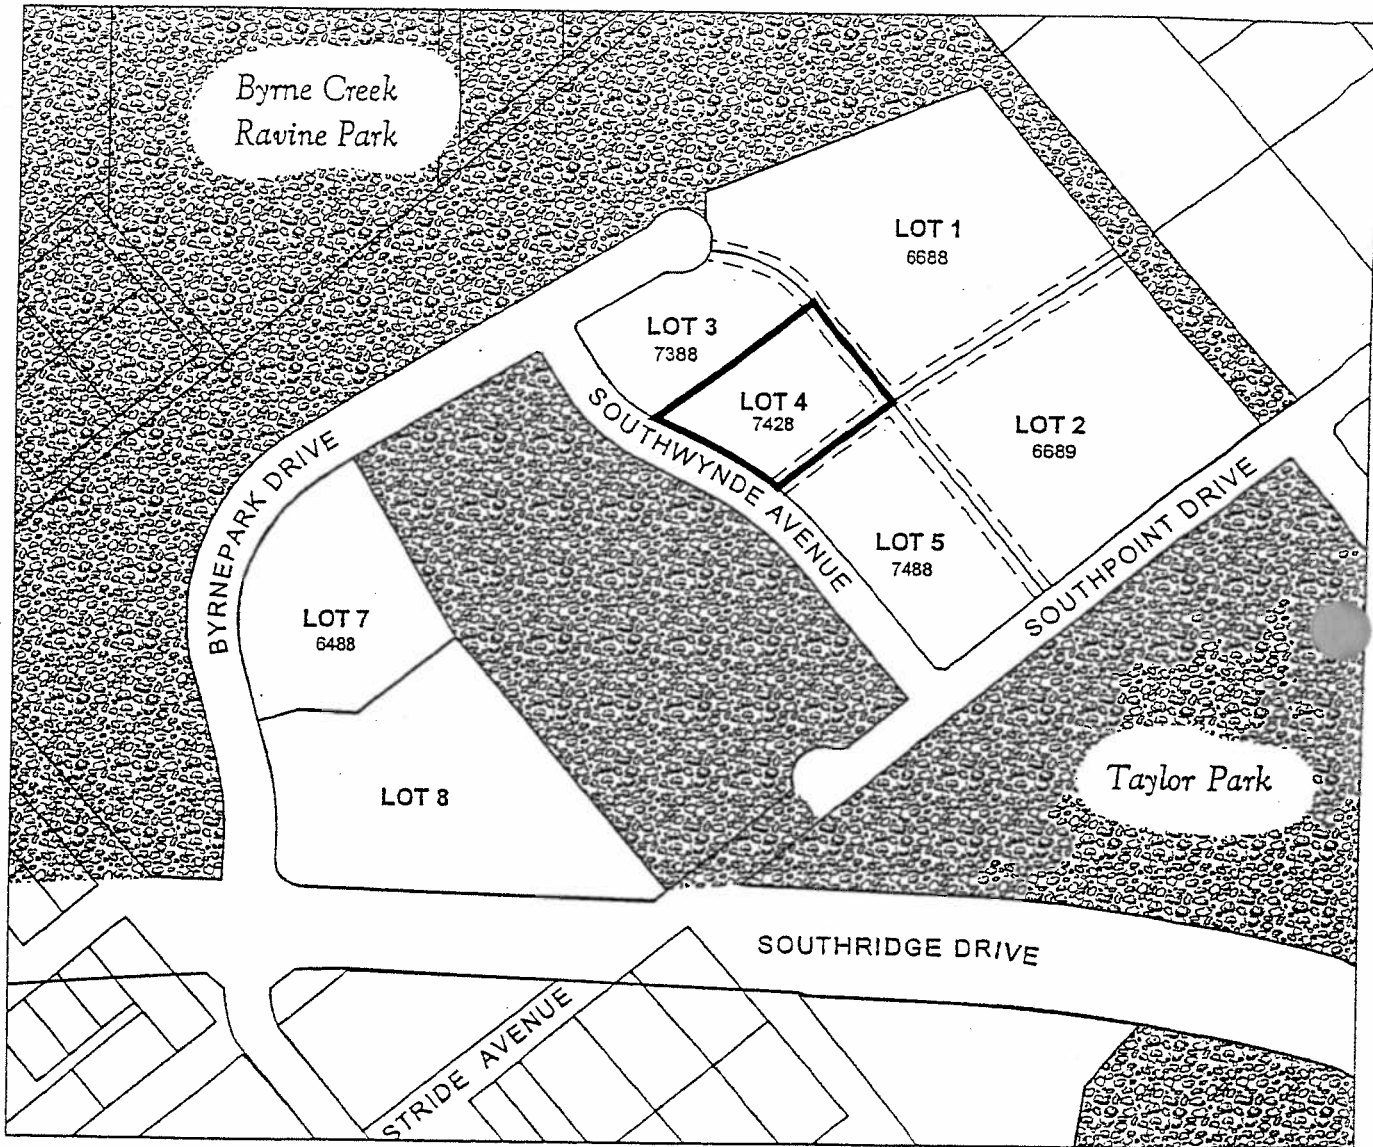 Byrne Creek
Ravine Park
LOT 1
6688
LOT 3
7388
LOT 4
7428
LOT 2
6689
SOUTHWYNDE AVENUE
BYRNEPARK DRIVE
SOUTHPOINT DRIVE
LOT 5
7488
LOT 7
6488
Taylor Park
LOT 8
SOUTHRIDGE DRIVE
STRIDE AVENUE